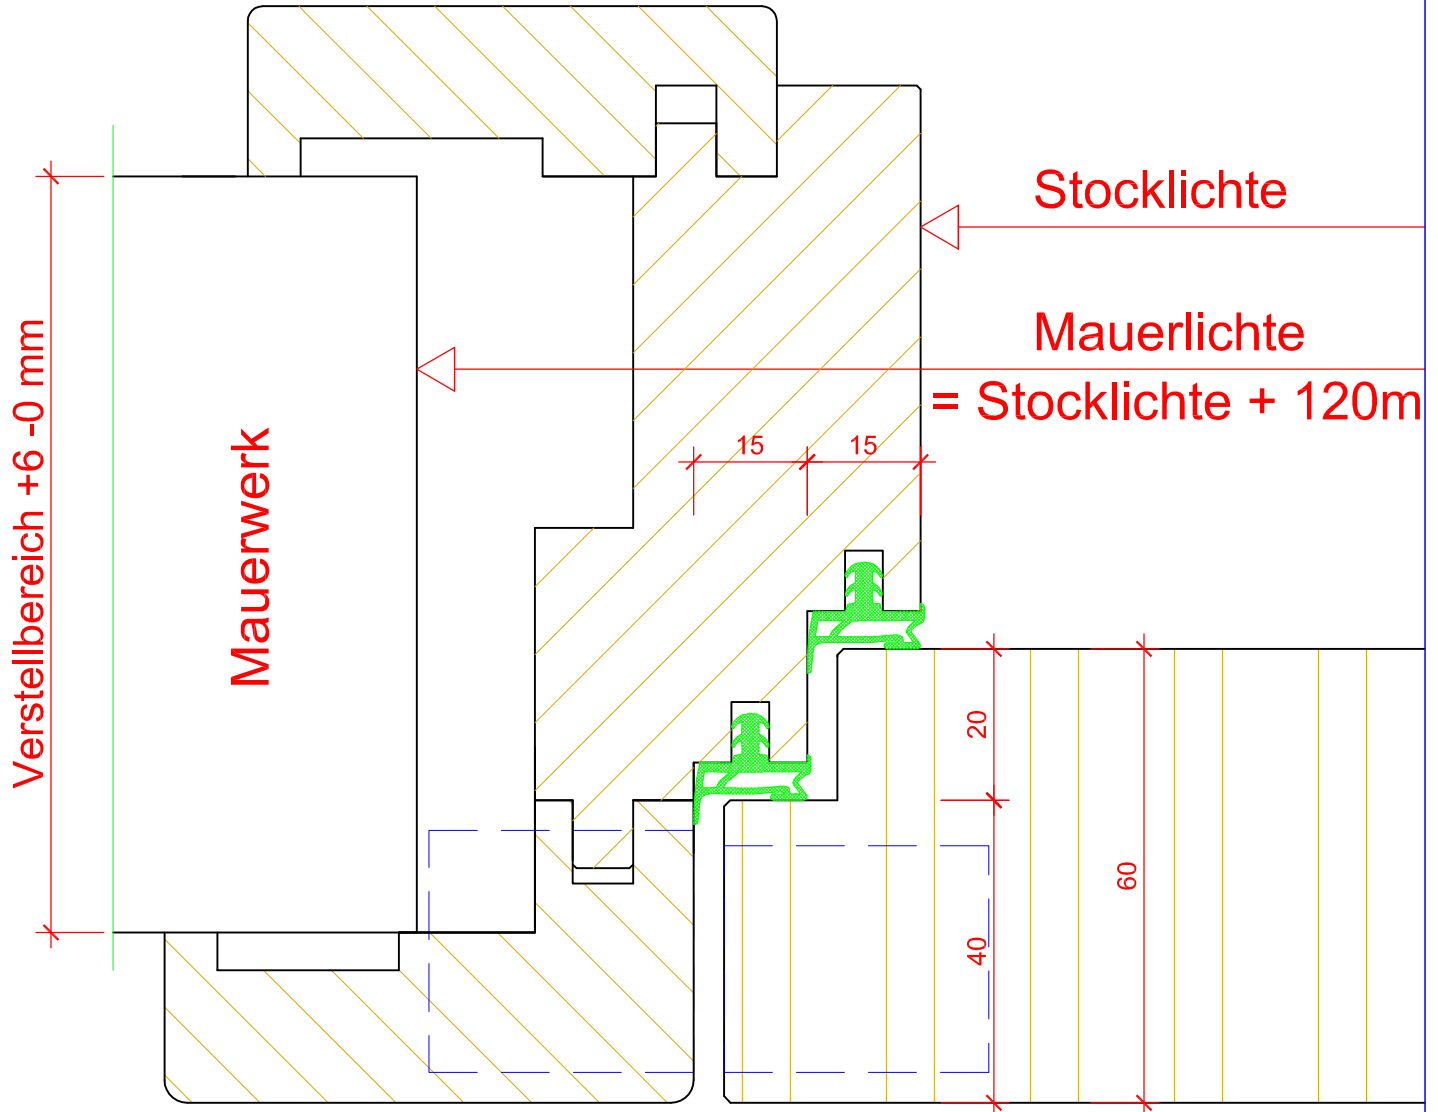 Stocklichte
Mauerlichte
= Stocklichte + 120m
15
15
Verstellbereich +6 -0 mm
Mauerwerk
20
60
40